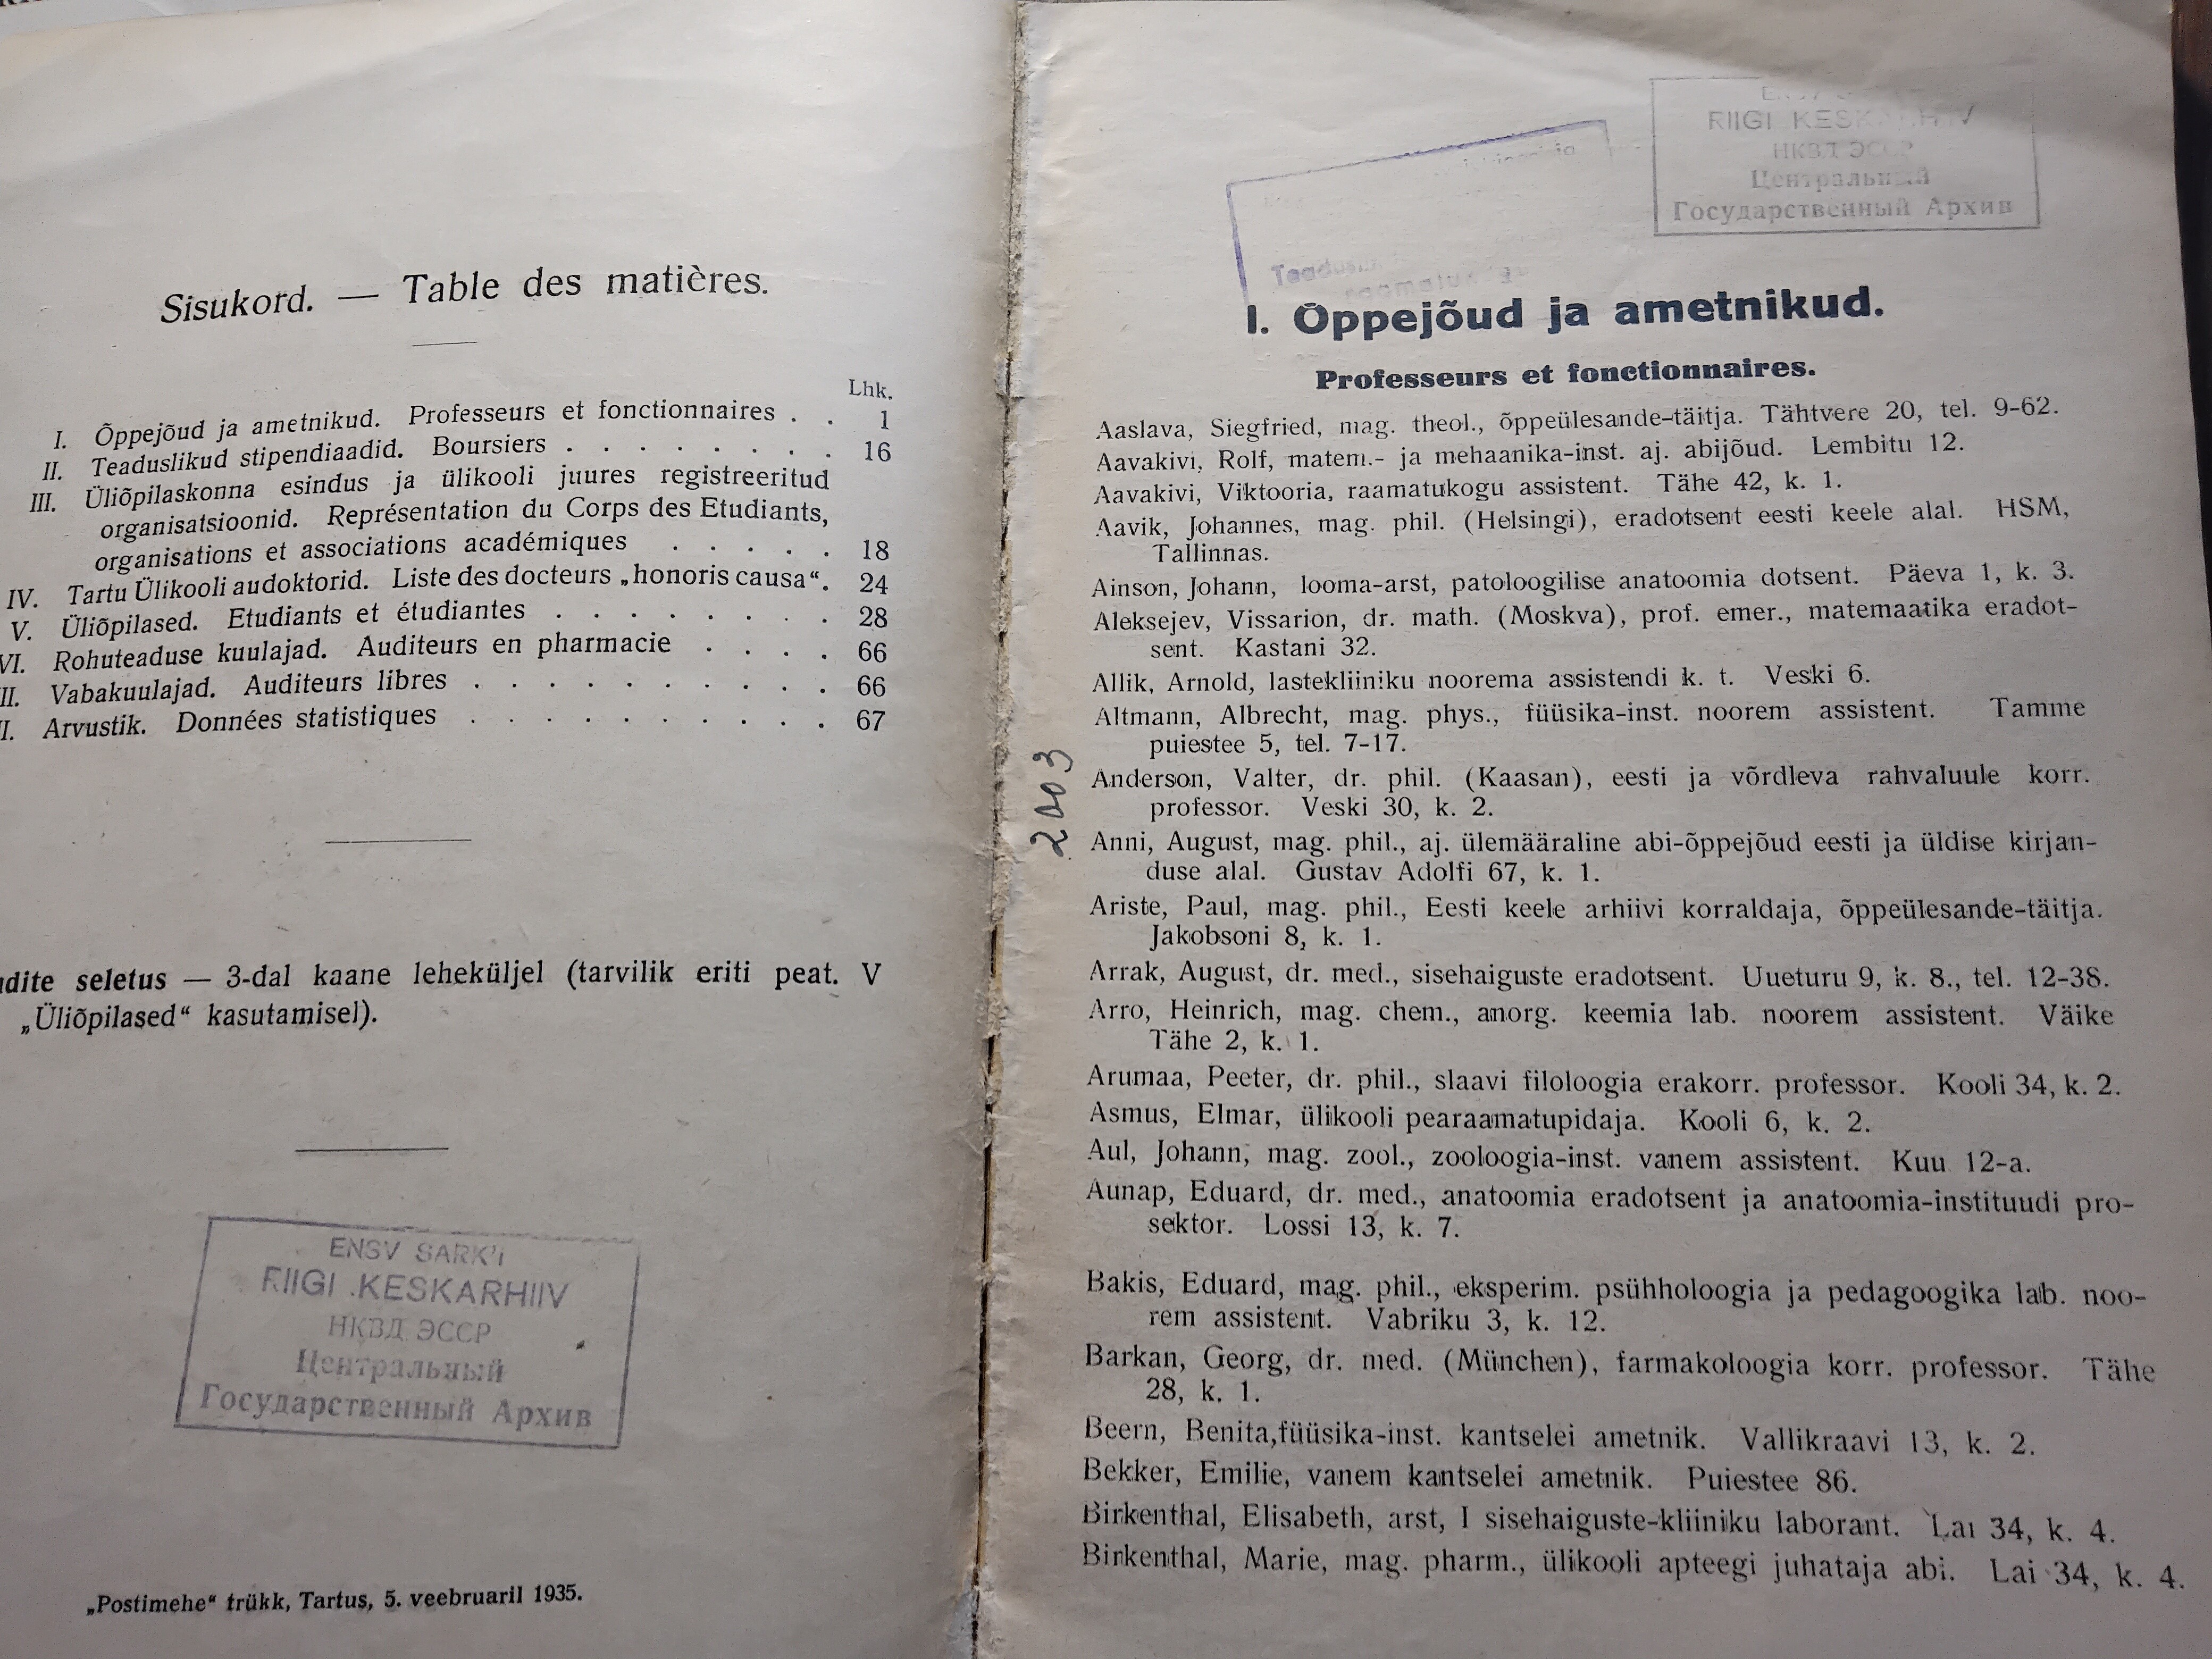 Sisukord. — Table des matières.
Lhk.
I. Õppejõud ja ametnikud. Professeurs et fonctionnaires . . 1
II. Teaduslikud stipendiaadid. Boursiers . . . . . . . . 16
III. Üliõpilaskonna esindus ja ülikooli juures registreeritud
organisatsioonid. Représentation du Corps des Etudiants,
organisations et associations académiques . . . . . 18
IV. Tartu Ülikooli audoktorid. Liste des docteurs „honoris causa“. 24
V. Üliõpilased. Etudiants et étudiantes . . . . . . . . 28
VI. Rohuteaduse kuulajad. Auditeurs en pharmacie . . . . 66
II. Vabakuulajad. Auditeurs libres . . . . . . . . . . 66
I. Arvustik. Données statistiques . . . . . . . . . . 67
dite seletus — 3-dal kaane leheküljel (tarvilik eriti peat. V
„Üliõpilased“ kasutamisel).
ENSV SARK'i
RIIGI KESKARHIIV
НКВД ЭССР
Центральный
Государственный Архив
„Postimehe“ trükk, Tartus, 5. veebruaril 1935.
RIIGI
НКВД ЭССР
Центральный
Государственный Архив
I. Õppejõud ja ametnikud.
Professeurs et fonctionnaires.
Aaslava, Siegfried, mag. theol., õppeülesande-täitja. Tähtvere 20, tel. 9-62.
Aavakivi, Rolf, matem.- ja mehaanika-inst. aj. abijõud. Lembitu 12.
Aavakivi, Viktooria, raamatukogu assistent. Tähe 42, k. 1.
Aavik, Johannes, mag. phil. (Helsingi), eradotsent eesti keele alal. HSM,
Tallinnas.
Ainson, Johann, looma-arst, patoloogilise anatoomia dotsent. Päeva 1, k. 3.
Aleksejev, Vissarion, dr. math. (Moskva), prof. emer., matemaatika eradot-
sent. Kastani 32.
Allik, Arnold, lastekliiniku noorema assistendi k. t. Veski 6.
Altmann, Albrecht, mag. phys., füüsika-inst. noorem assistent. Tamme
puiestee 5, tel. 7-17.
Anderson, Valter, dr. phil. (Kaasan), eesti ja võrdleva rahvaluule korr.
professor. Veski 30, k. 2.
2003
Anni, August, mag. phil., aj. ülemääraline abi-õppejõud eesti ja üldise kirjan-
duse alal. Gustav Adolfi 67, k. 1.
Ariste, Paul, mag. phil., Eesti keele arhiivi korraldaja, õppeülesande-täitja.
Jakobsoni 8, k. 1.
Arrak, August, dr. med., sisehaiguste eradotsent. Uueturu 9, k. 8., tel. 12-38.
Arro, Heinrich, mag. chem., anorg. keemia lab. noorem assistent. Väike
Tähe 2, k. 1.
Arumaa, Peeter, dr. phil., slaavi filoloogia erakorr. professor. Kooli 34, k. 2.
Asmus, Elmar, ülikooli pearaamatupidaja. Kooli 6, k. 2.
Aul, Johann, mag. zool., zooloogia-inst. vanem assistent. Kuu 12-a.
Aunap, Eduard, dr. med., anatoomia eradotsent ja anatoomia-instituudi pro-
sektor. Lossi 13, k. 7.
Bakis, Eduard, mag. phil., eksperim. psühholoogia ja pedagoogika lab. noo-
rem assistent. Vabriku 3, k. 12.
Barkan, Georg, dr. med. (München), farmakoloogia korr. professor. Tähe
28, k. 1.
Beern, Benita, füüsika-inst. kantselei ametnik. Vallikraavi 13, k. 2.
Bekker, Emilie, vanem kantselei ametnik. Puiestee 86.
Birkenthal, Elisabeth, arst, I sisehaiguste-kliiniku laborant. Lai 34, k. 4.
Birkenthal, Marie, mag. pharm., ülikooli apteegi juhataja abi. Lai 34, k. 4.